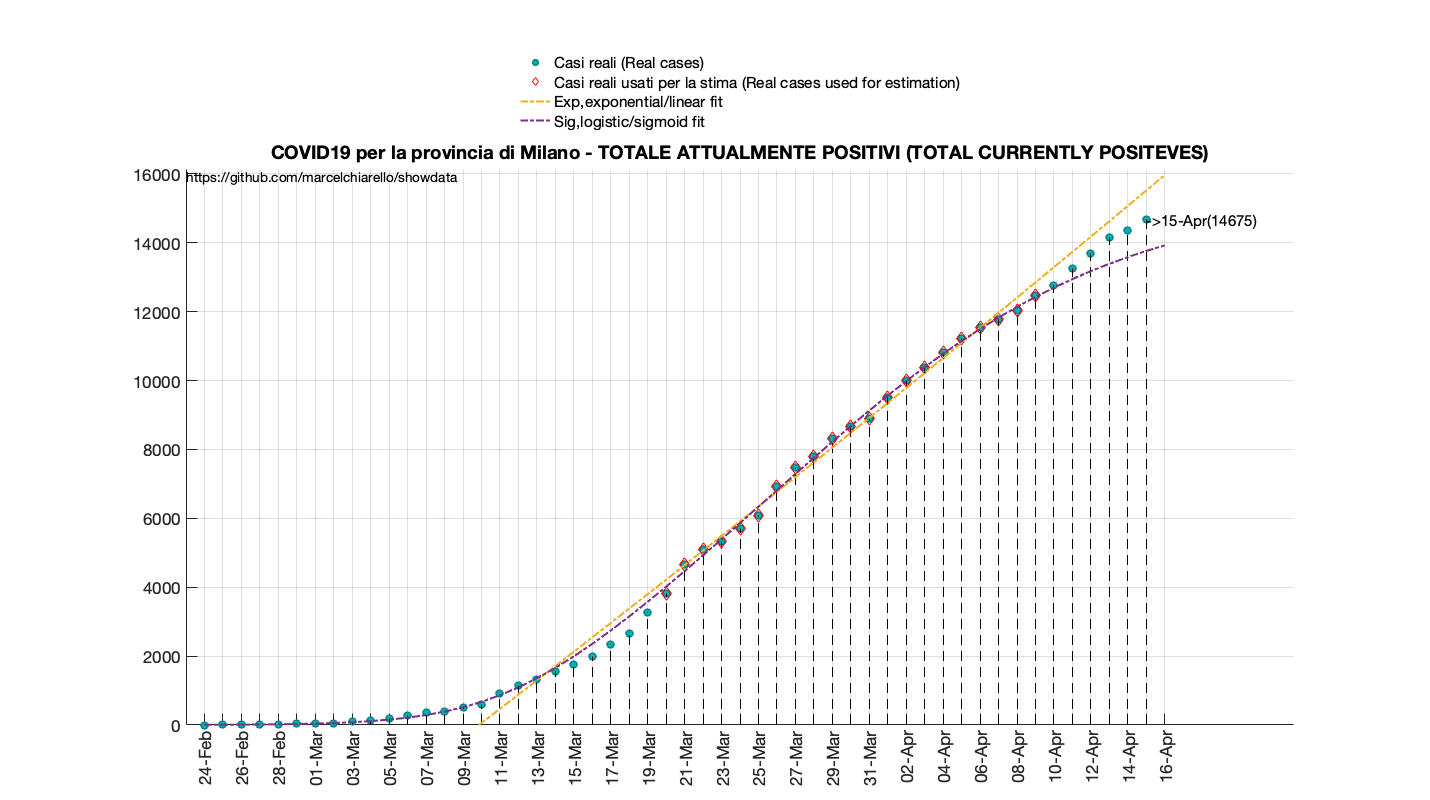 Casi reali (Real cases)
Casi reali usati per la stima (Real cases used for estimation)
Exp,exponential/linear fit
Sig,logistic/sigmoid fit
COVID19 per la provincia di Milano - TOTALE ATTUALMENTE POSITIVI (TOTAL CURRENTLY POSITEVES)
https://github.com/marcelchiarello/showdata
16000
14000
12000
10000
8000
6000
4000
2000
0
->15-Apr(14675)
24-Feb
26-Feb
28-Feb
01-Mar
03-Mar
05-Mar
07-Mar
09-Mar
11-Mar
13-Mar
15-Mar
17-Mar
19-Mar
21-Mar
23-Mar
25-Mar
27-Mar
29-Mar
31-Mar
02-Apr
04-Apr
06-Apr
08-Apr
10-Apr
12-Apr
14-Apr
16-Apr